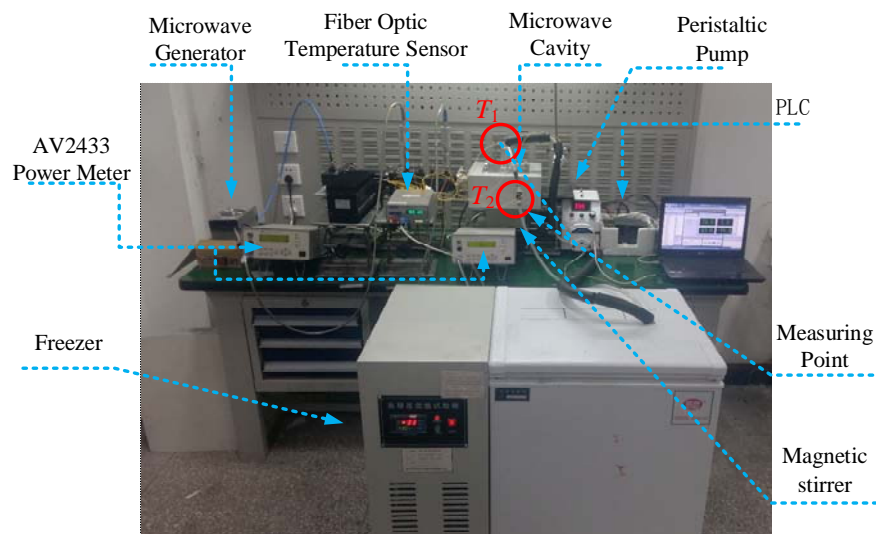 Microwave
Generator
Fiber Optic
Temperature Sensor
Microwave
Cavity
Peristaltic
Pump
PLC
AV2433
Power Meter
T1
T2
Freezer
Measuring
Point
Magnetic
stirrer